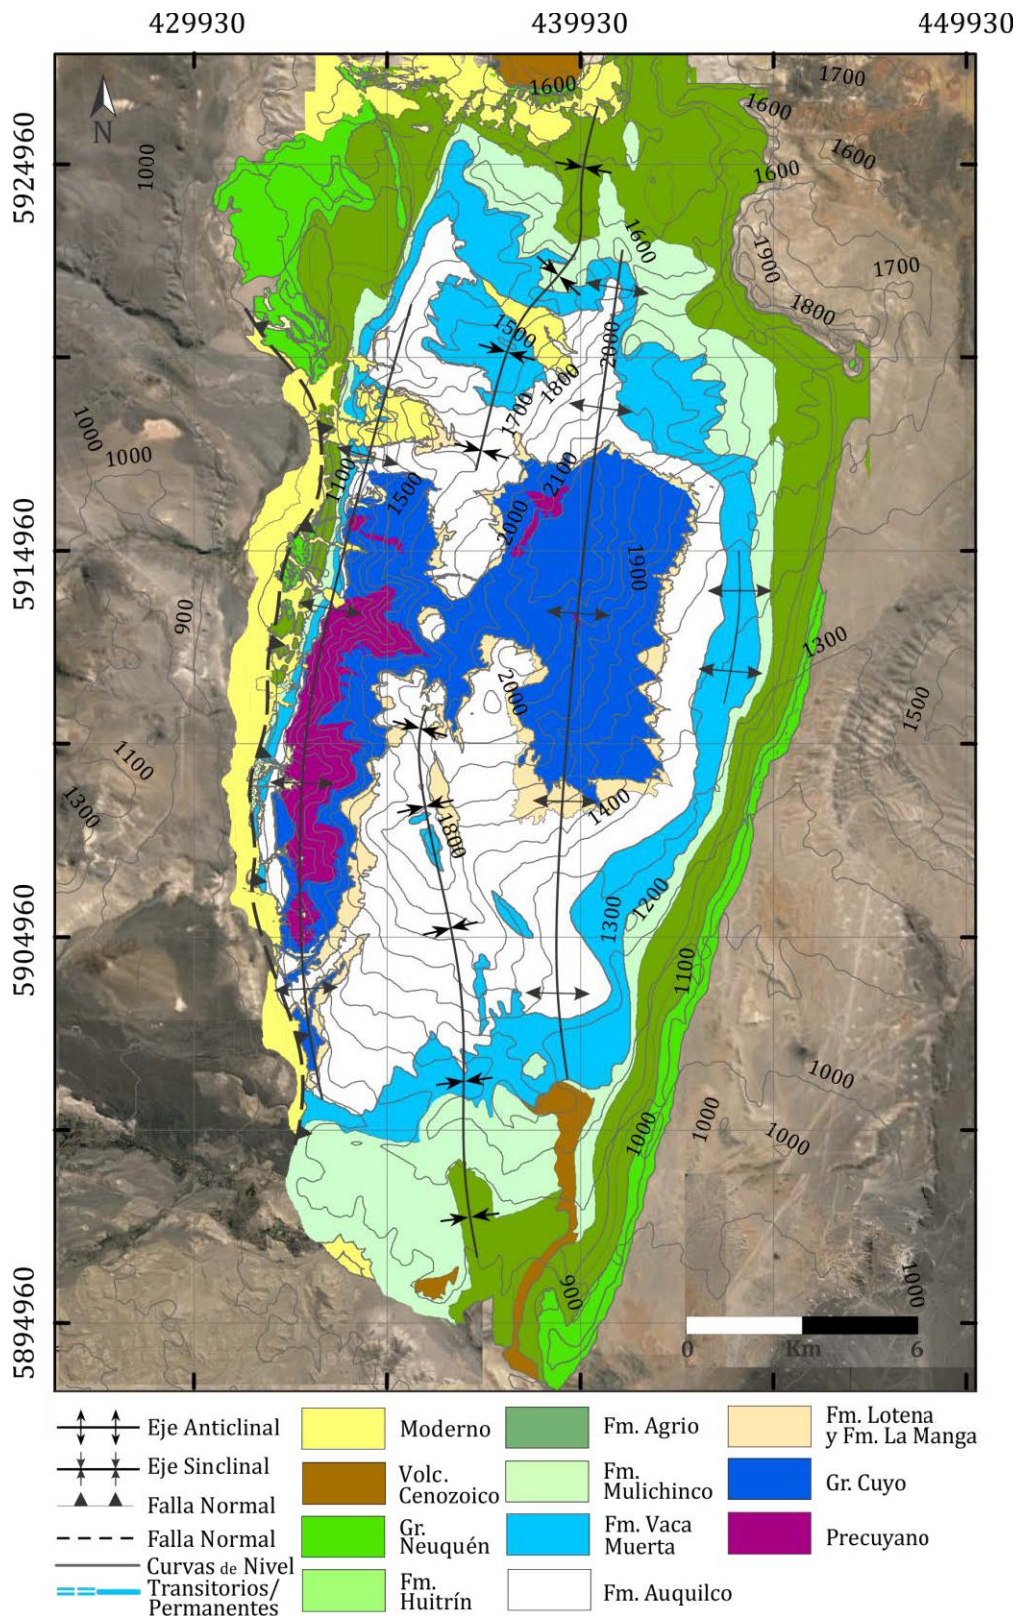 429930 439930 449930
1700
1600
1600
1600
1000
1600
5924960
1600
1900
1700
1800
1500
2000
1800
1700
1000
1000
1100
1500
2100
2000
5914960
1600
900
1300
2000
1500
1100
1300
1400
1800
1200
1300
5904960
1100
1000
1000
1000
1000
900
1000
5894960
0 Km 6
N
Eje Anticlinal
Eje Sinclinal
Falla Normal
Falla Normal
Curvas de Nivel
Transitorios/
Permanentes
Moderno
Volc.
Cenozoico
Gr.
Neuquén
Fm.
Huitrín
Fm. Agrio
Fm.
Mulichinco
Fm. Vaca
Muerta
Fm. Auquilco
Fm. Lotena
y Fm. La Manga
Gr. Cuyo
Precuyano